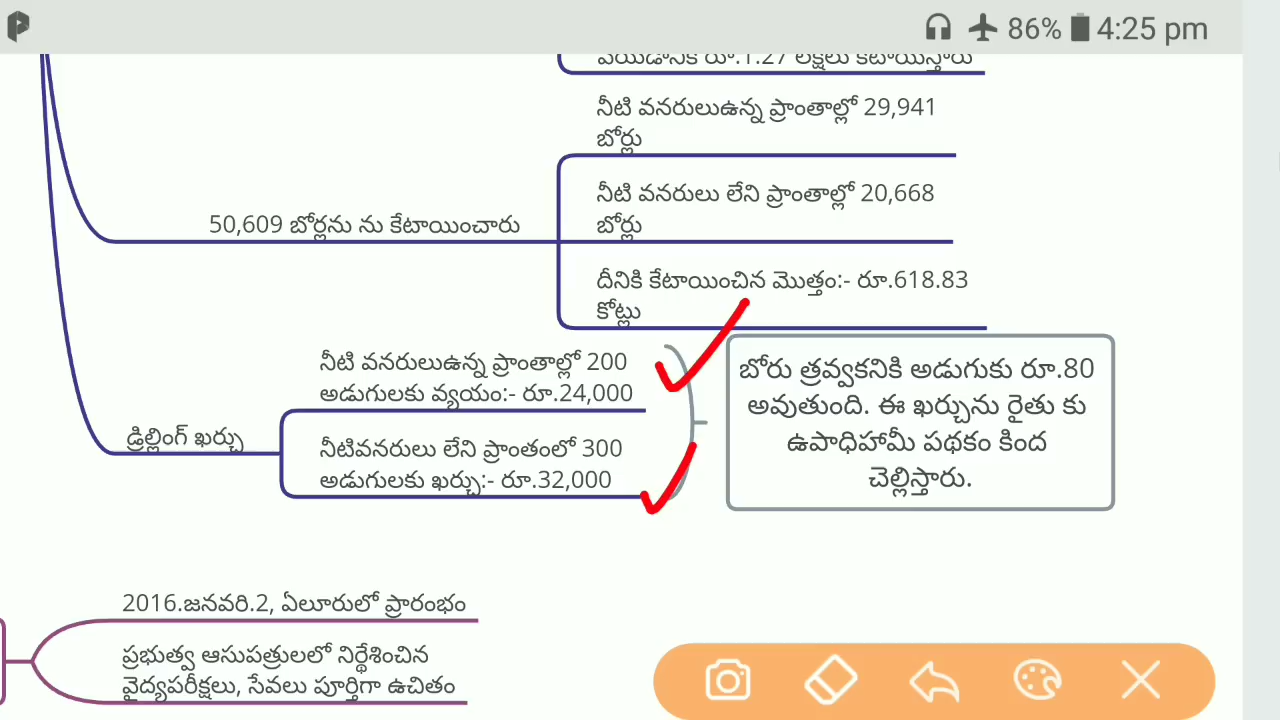 86% 4:25 pm
నీటి వనరులుఉన్న ప్రాంతాల్లో 29,941
బోర్లు
50,609 బోర్లను ను కేటాయించారు
నీటి వనరులు లేని ప్రాంతాల్లో 20,668
బోర్లు
దీనికి కేటాయించిన మొత్తం:- రూ.618.83
కోట్లు
డ్రిల్లింగ్ ఖర్చు
నీటి వనరులుఉన్న ప్రాంతాల్లో 200
అడుగులకు వ్యయం:- రూ.24,000
నీటివనరులు లేని ప్రాంతంలో 300
అడుగులకు ఖర్చు:- రూ.32,000
బోరు త్రవ్వకనికి అడుగుకు రూ.80
అవుతుంది. ఈ ఖర్చును రైతు కు
ఉపాధిహామీ పథకం కింద
చెల్లిస్తారు.
2016.జనవరి.2, ఏలూరులో ప్రారంభం
ప్రభుత్వ ఆసుపత్రులలో నిర్థేశించిన
వైద్యపరీక్షలు, సేవలు పూర్తిగా ఉచితం